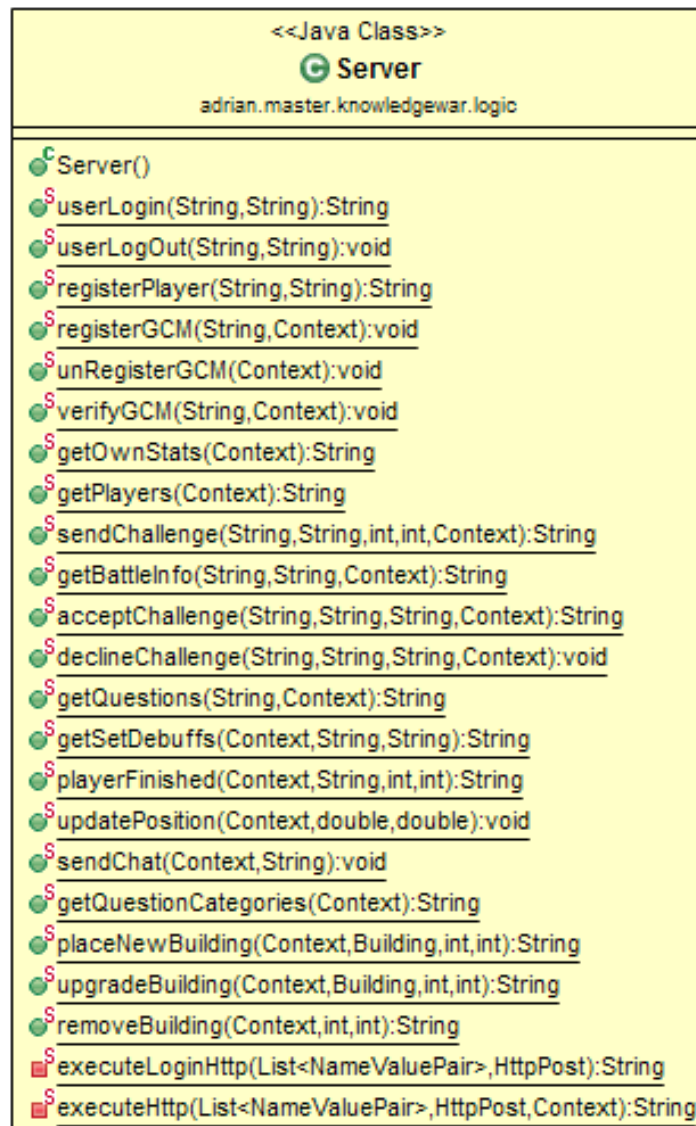 <<Java Class>>
C Server
adrian.master.knowledgewar.logic
C Server()
S userLogin(String,String):String
S userLogOut(String,String):void
S registerPlayer(String,String):String
S registerGCM(String,Context):void
S unRegisterGCM(Context):void
S verifyGCM(String,Context):void
S getOwnStats(Context):String
S getPlayers(Context):String
S sendChallenge(String,String,int,int,Context):String
S getBattleInfo(String,String,Context):String
S acceptChallenge(String,String,String,Context):String
S declineChallenge(String,String,String,Context):void
S getQuestions(String,Context):String
S getSetDebuffs(Context,String,String):String
S playerFinished(Context,String,int,int):String
S updatePosition(Context,double,double):void
S sendChat(Context,String):void
S getQuestionCategories(Context):String
S placeNewBuilding(Context,Building,int,int):String
S upgradeBuilding(Context,Building,int,int):String
S removeBuilding(Context,int,int):String
S executeLoginHttp(List<NameValuePair>,HttpPost):String
S executeHttp(List<NameValuePair>,HttpPost,Context):String